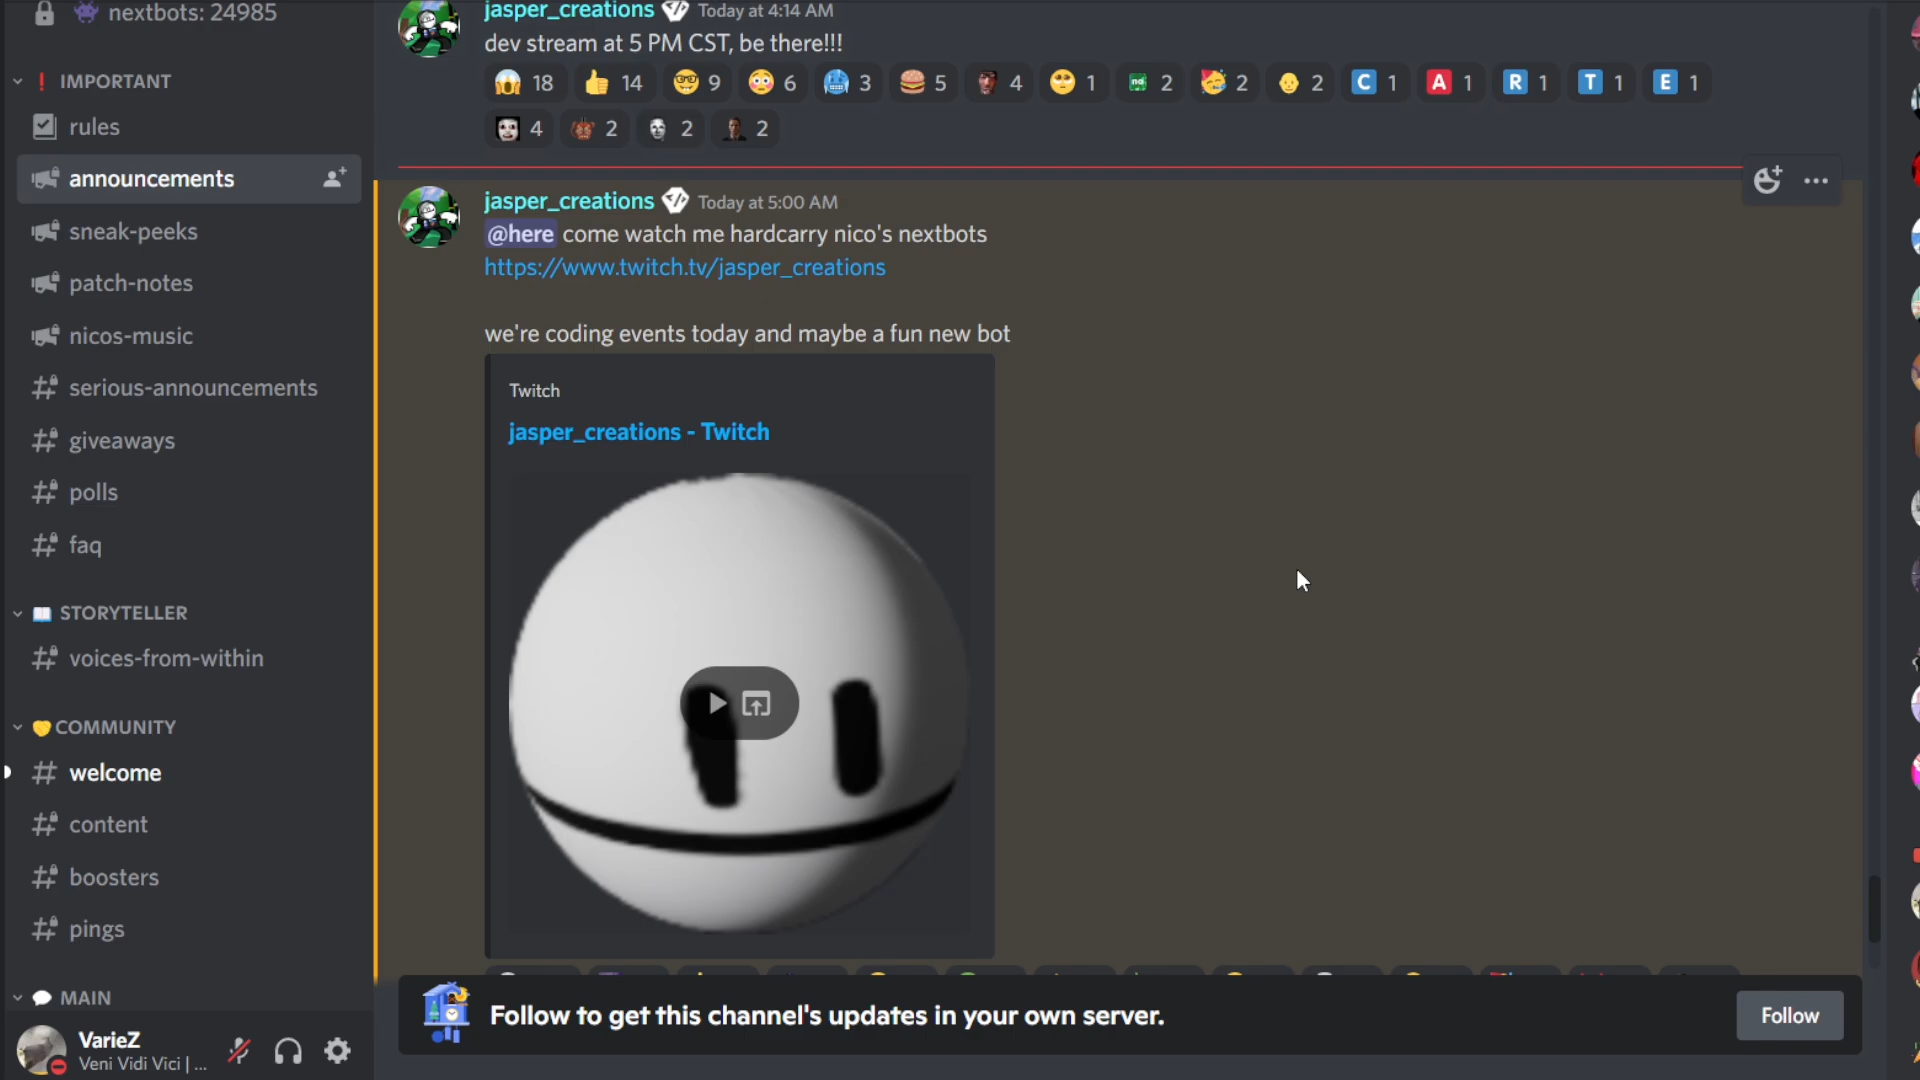 nextbots: 24985
IMPORTANT
rules
announcements
sneak-peeks
patch-notes
nicos-music
serious-announcements
giveaways
polls
faq
STORYTELLER
voices-from-within
COMMUNITY
welcome
content
boosters
pings
MAIN
VarieZ
Veni Vidi Vici | ...
jasper_creations Today at 4:14 AM
dev stream at 5 PM CST, be there!!!
18 14 9 6 3 5 4 1 no 2 2 2 C 1 A 1 R 1 T 1 E 1
4 2 2 2
jasper_creations Today at 5:00 AM
@here come watch me hardcarry nico's nextbots
https://www.twitch.tv/jasper_creations
we're coding events today and maybe a fun new bot
Twitch
jasper_creations - Twitch
Follow to get this channel's updates in your own server.
Follow